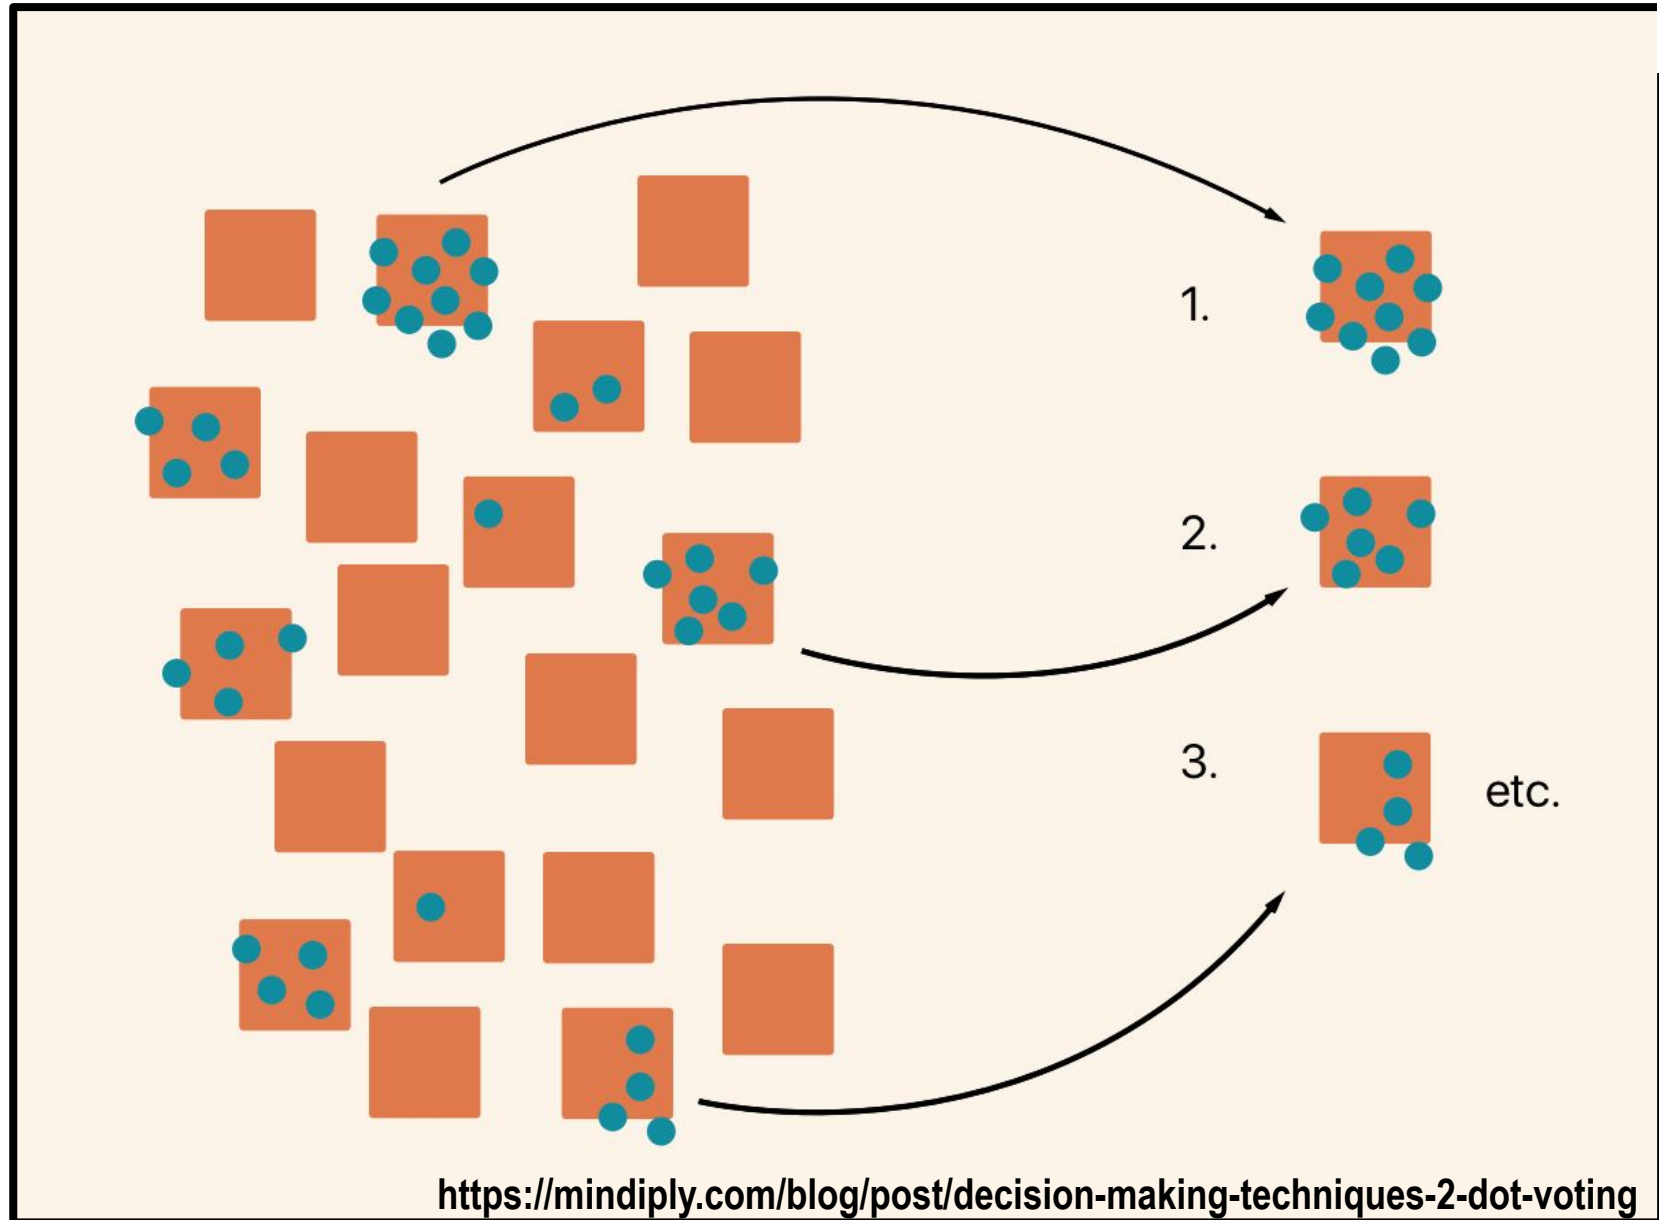 1.
2.
3.
etc.
https://mindiply.com/blog/post/decision-making-techniques-2-dot-voting